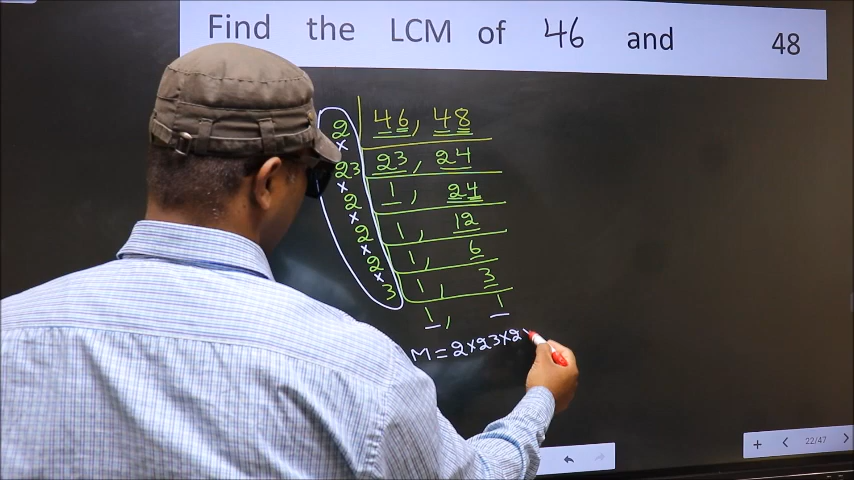 Find the LCM of 46 and 48
2 46, 48
×
23 23, 24
×
2 1, 24
×
2 1, 12
×
2 1, 6
×
3 1, 3
1, 1
M = 2×23×2×
22/47